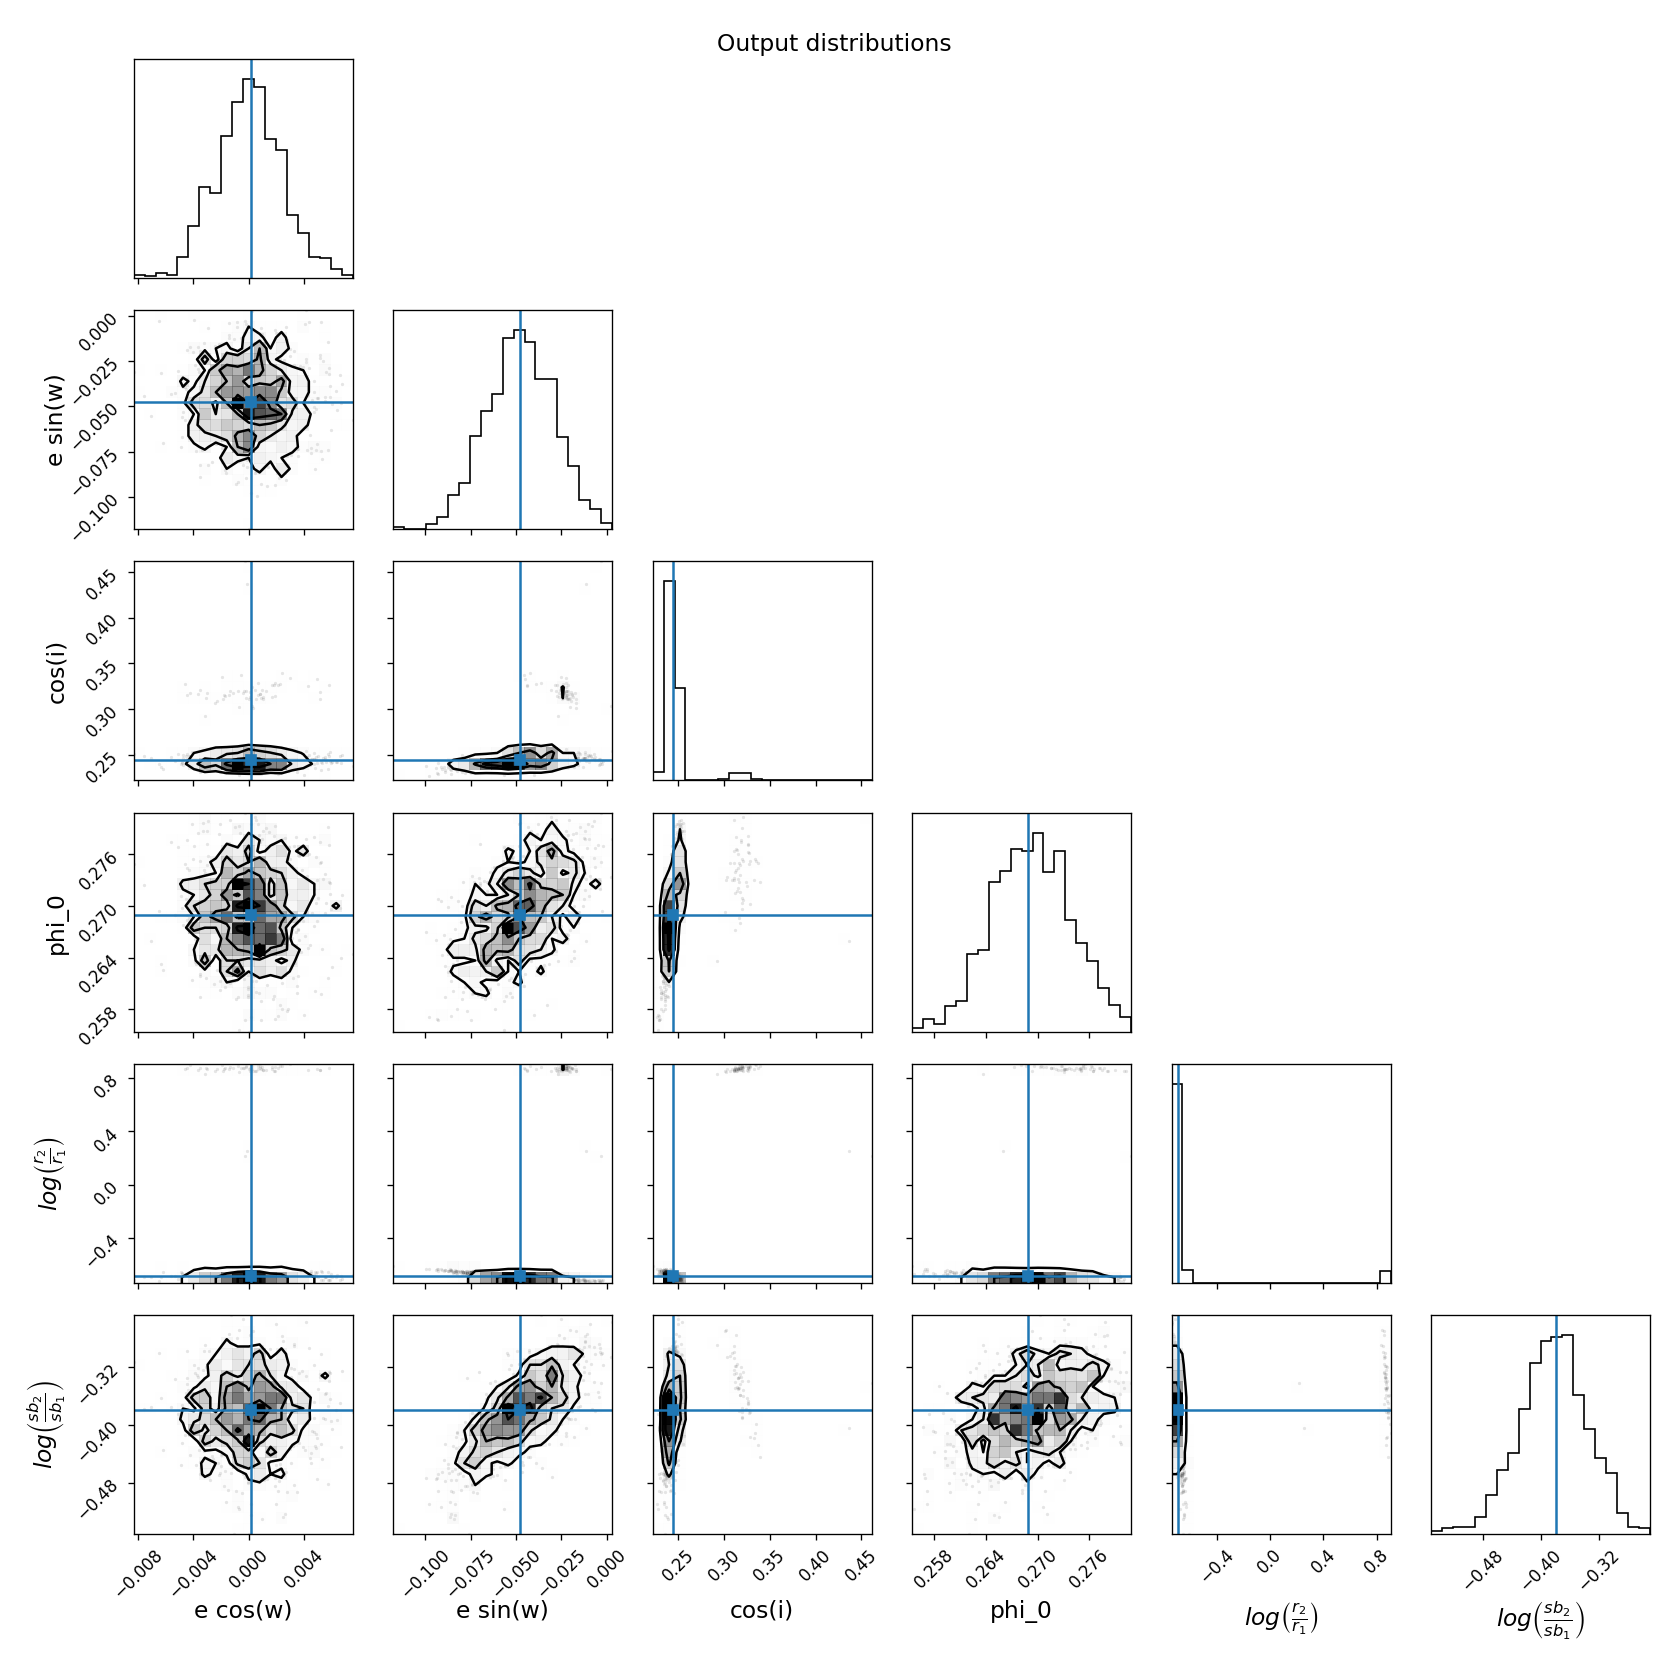 Output distributions
e sin(w)
0.000
−0.025
−0.050
−0.075
−0.100
cos(i)
0.45
0.40
0.35
0.30
0.25
phi_0
0.276
0.270
0.264
0.258
log(r₂/r₁)
0.8
0.4
0.0
−0.4
log(sb₂/sb₁)
−0.32
−0.40
−0.48
−0.008 −0.004 0.000 0.004 −0.100 −0.075 −0.050 −0.025 0.000 0.25 0.30 0.35 0.40 0.45 0.258 0.264 0.270 0.276 −0.4 0.0 0.4 0.8 −0.48 −0.40 −0.32
e cos(w) e sin(w) cos(i) phi_0 log(r₂/r₁) log(sb₂/sb₁)